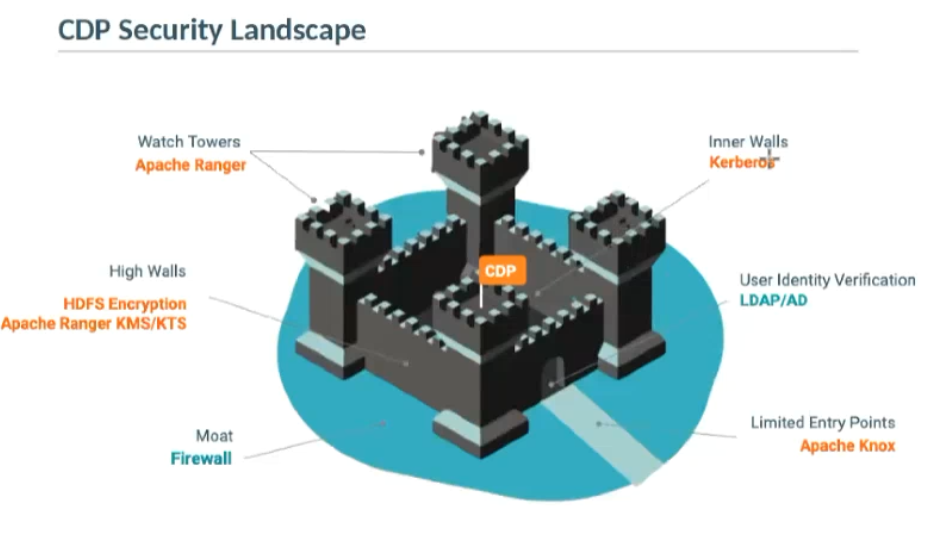 CDP Security Landscape
Watch Towers
Apache Ranger
Inner Walls
Kerberos
High Walls
HDFS Encryption
Apache Ranger KMS/KTS
CDP
User Identity Verification
LDAP/AD
Moat
Firewall
Limited Entry Points
Apache Knox